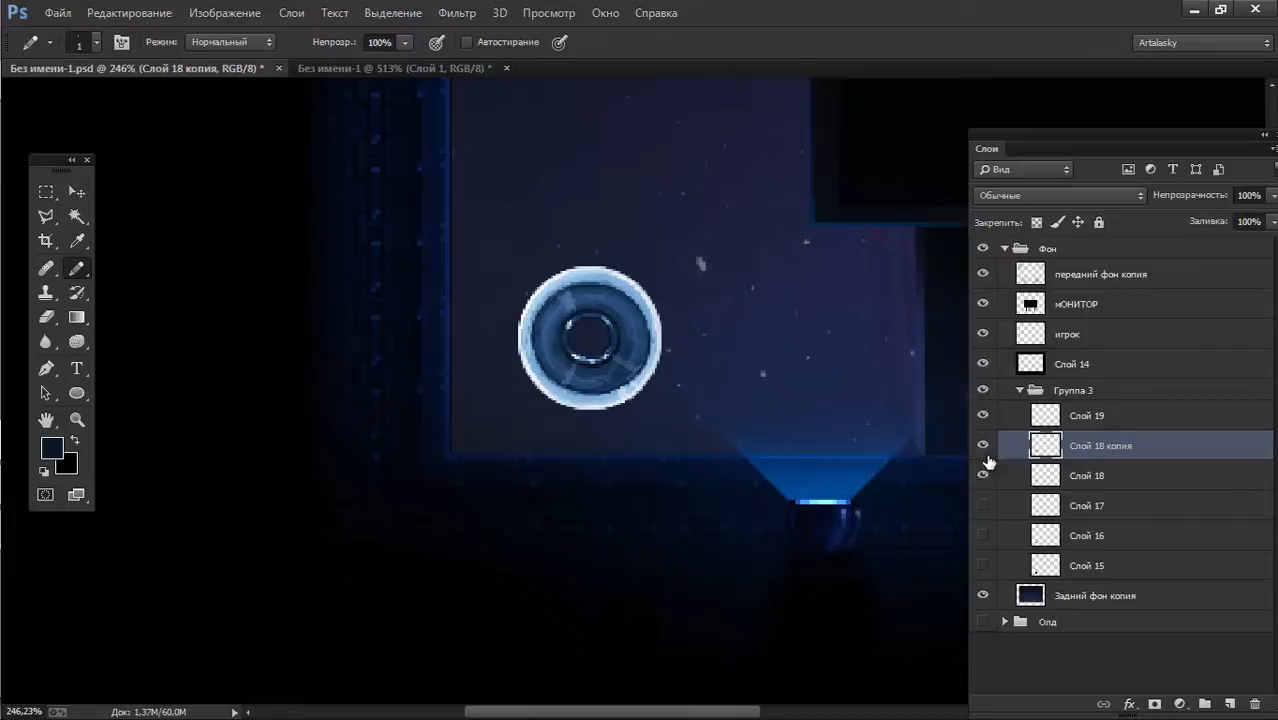 Ps Файл Редактирование Изображение Слои Текст Выделение Фильтр 3D Просмотр Окно Справка
1 Режим: Нормальный Непрозр.: 100% Автостирание Artalasky
Без имени-1.psd @ 246% (Слой 18 копия, RGB/8) * × Без имени-1 @ 513% (Слой 1, RGB/8) * ×
Слои
Вид
Обычные Непрозрачность: 100%
Закрепить: Заливка: 100%
Фон
передний фон копия
мОНИТОР
игрок
Слой 14
Группа 3
Слой 19
Слой 18 копия
Слой 18
Слой 17
Слой 16
Слой 15
Задний фон копия
Олд
246,23% Док: 1,37M/60,0M